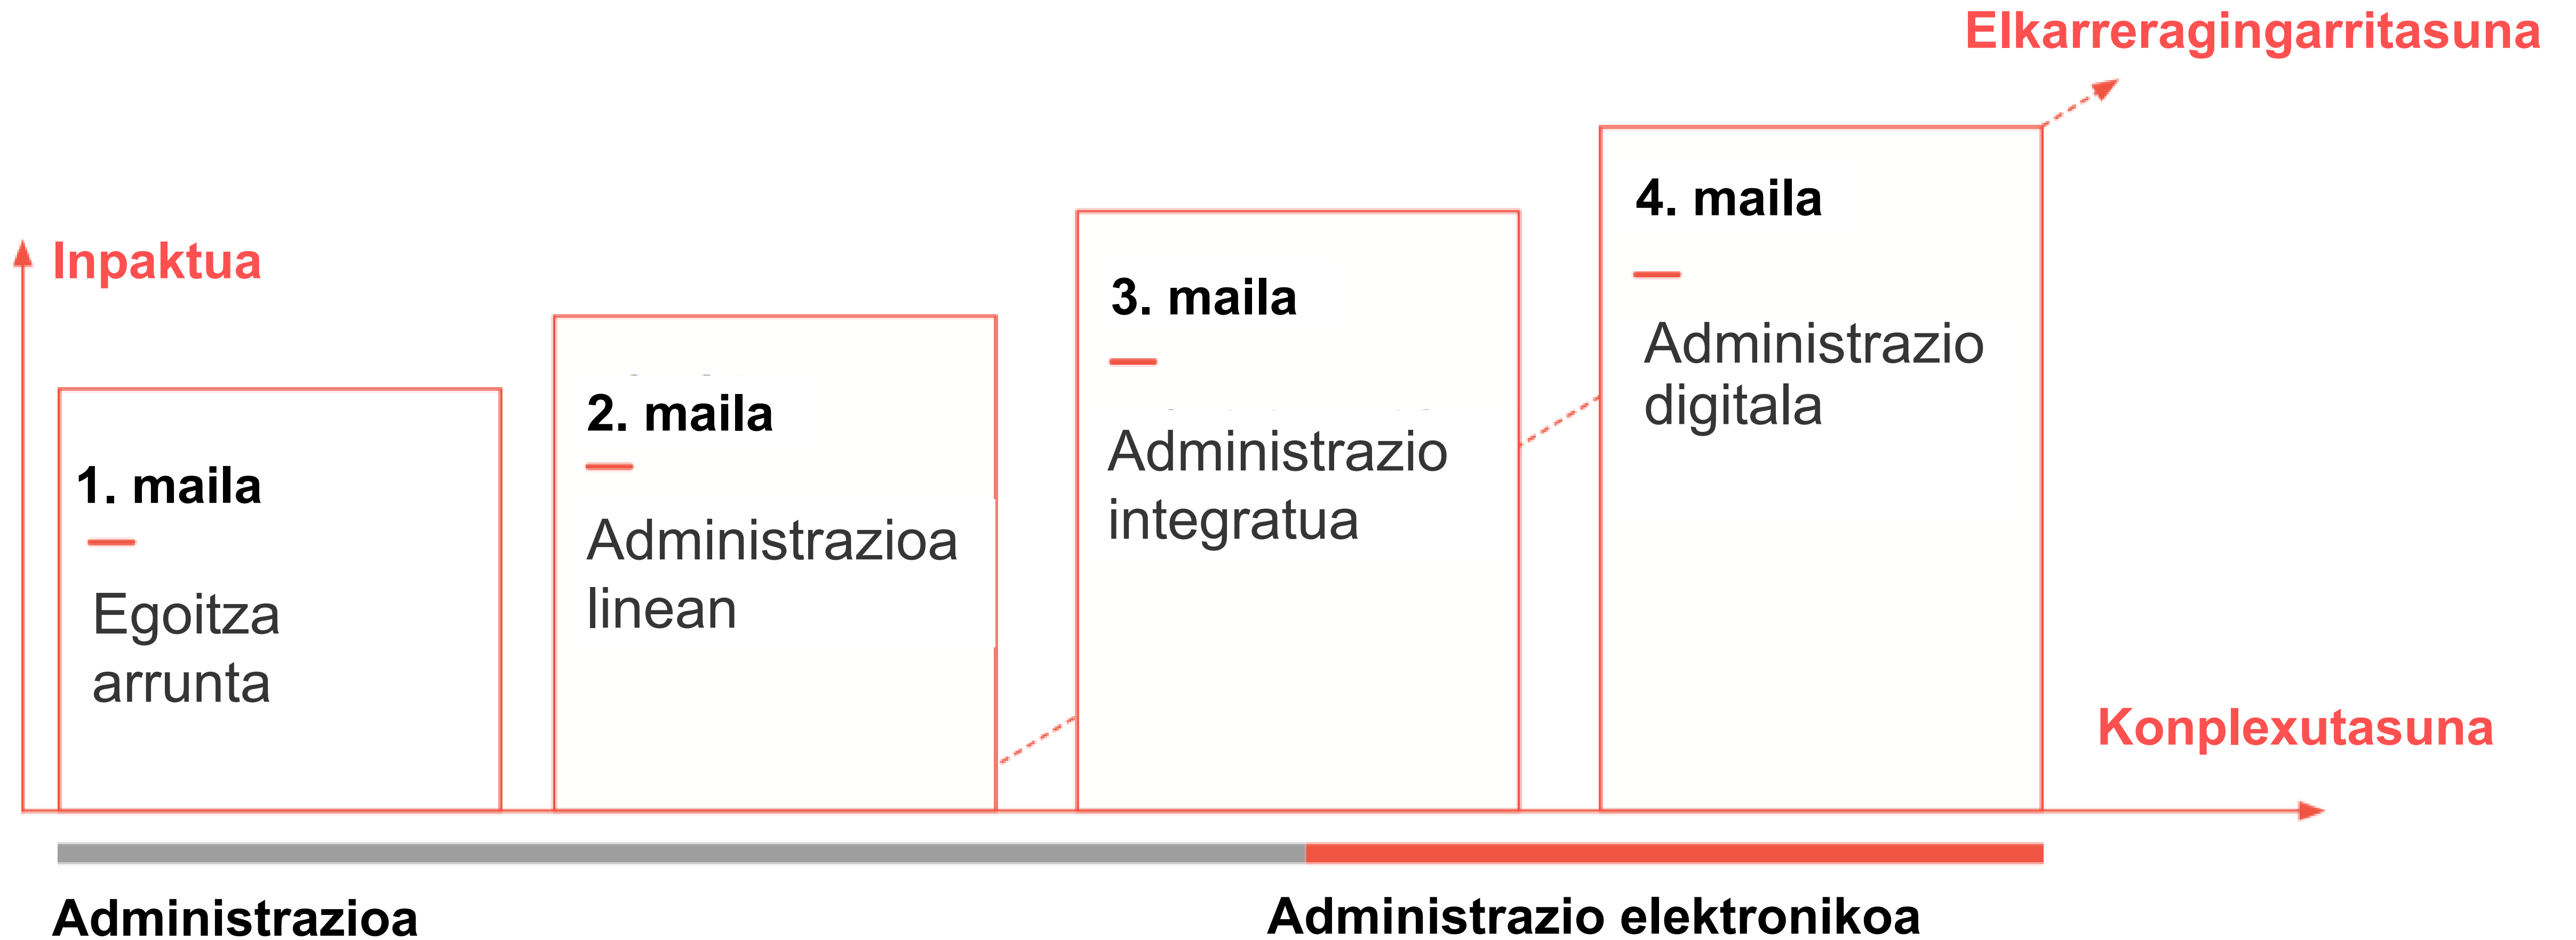 Elkarreragingarritasuna
Inpaktua
1. maila
Egoitza
arrunta
2. maila
Administrazioa
linean
3. maila
Administrazio
integratua
4. maila
Administrazio
digitala
Konplexutasuna
Administrazioa
Administrazio elektronikoa